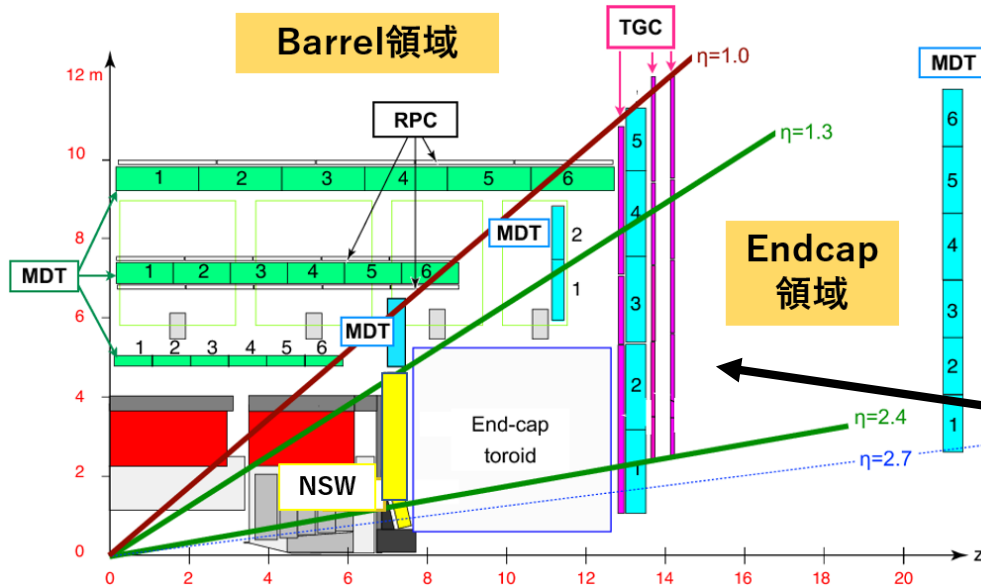 Barrel領域
TGC
12 m
η=1.0
MDT
RPC
η=1.3
10
1 2 3 4 5 6
5
6
5
4
3
2
1
8
MDT
2
1
4
MDT
1 2 3 4 5 6
Endcap
領域
6
MDT
3
1 2 3 4 5 6
4
End-cap
toroid
2
η=2.4
η=2.7
2
NSW
1
0
0 2 4 6 8 10 12 14 16 18 20 z